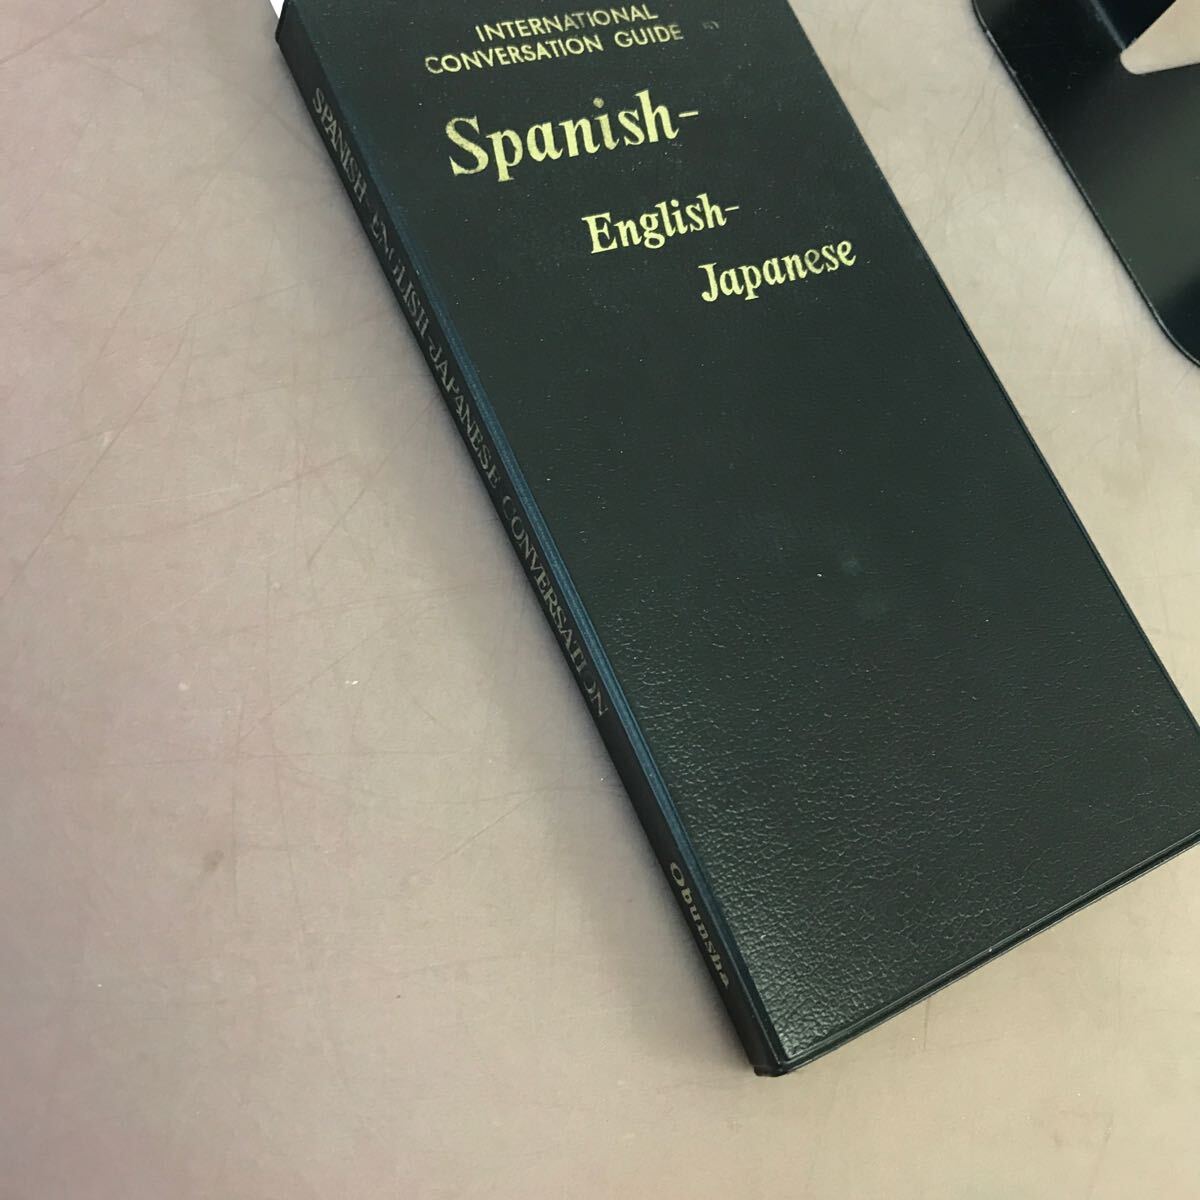 INTERNATIONAL
CONVERSATION GUIDE
Spanish-
English-
Japanese
SPANISH-ENGLISH-JAPANESE CONVERSATION
Obunsha